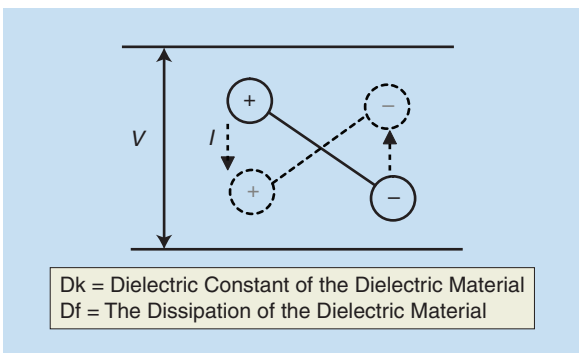 +
−
V
I
+
−
Dk = Dielectric Constant of the Dielectric Material
Df = The Dissipation of the Dielectric Material